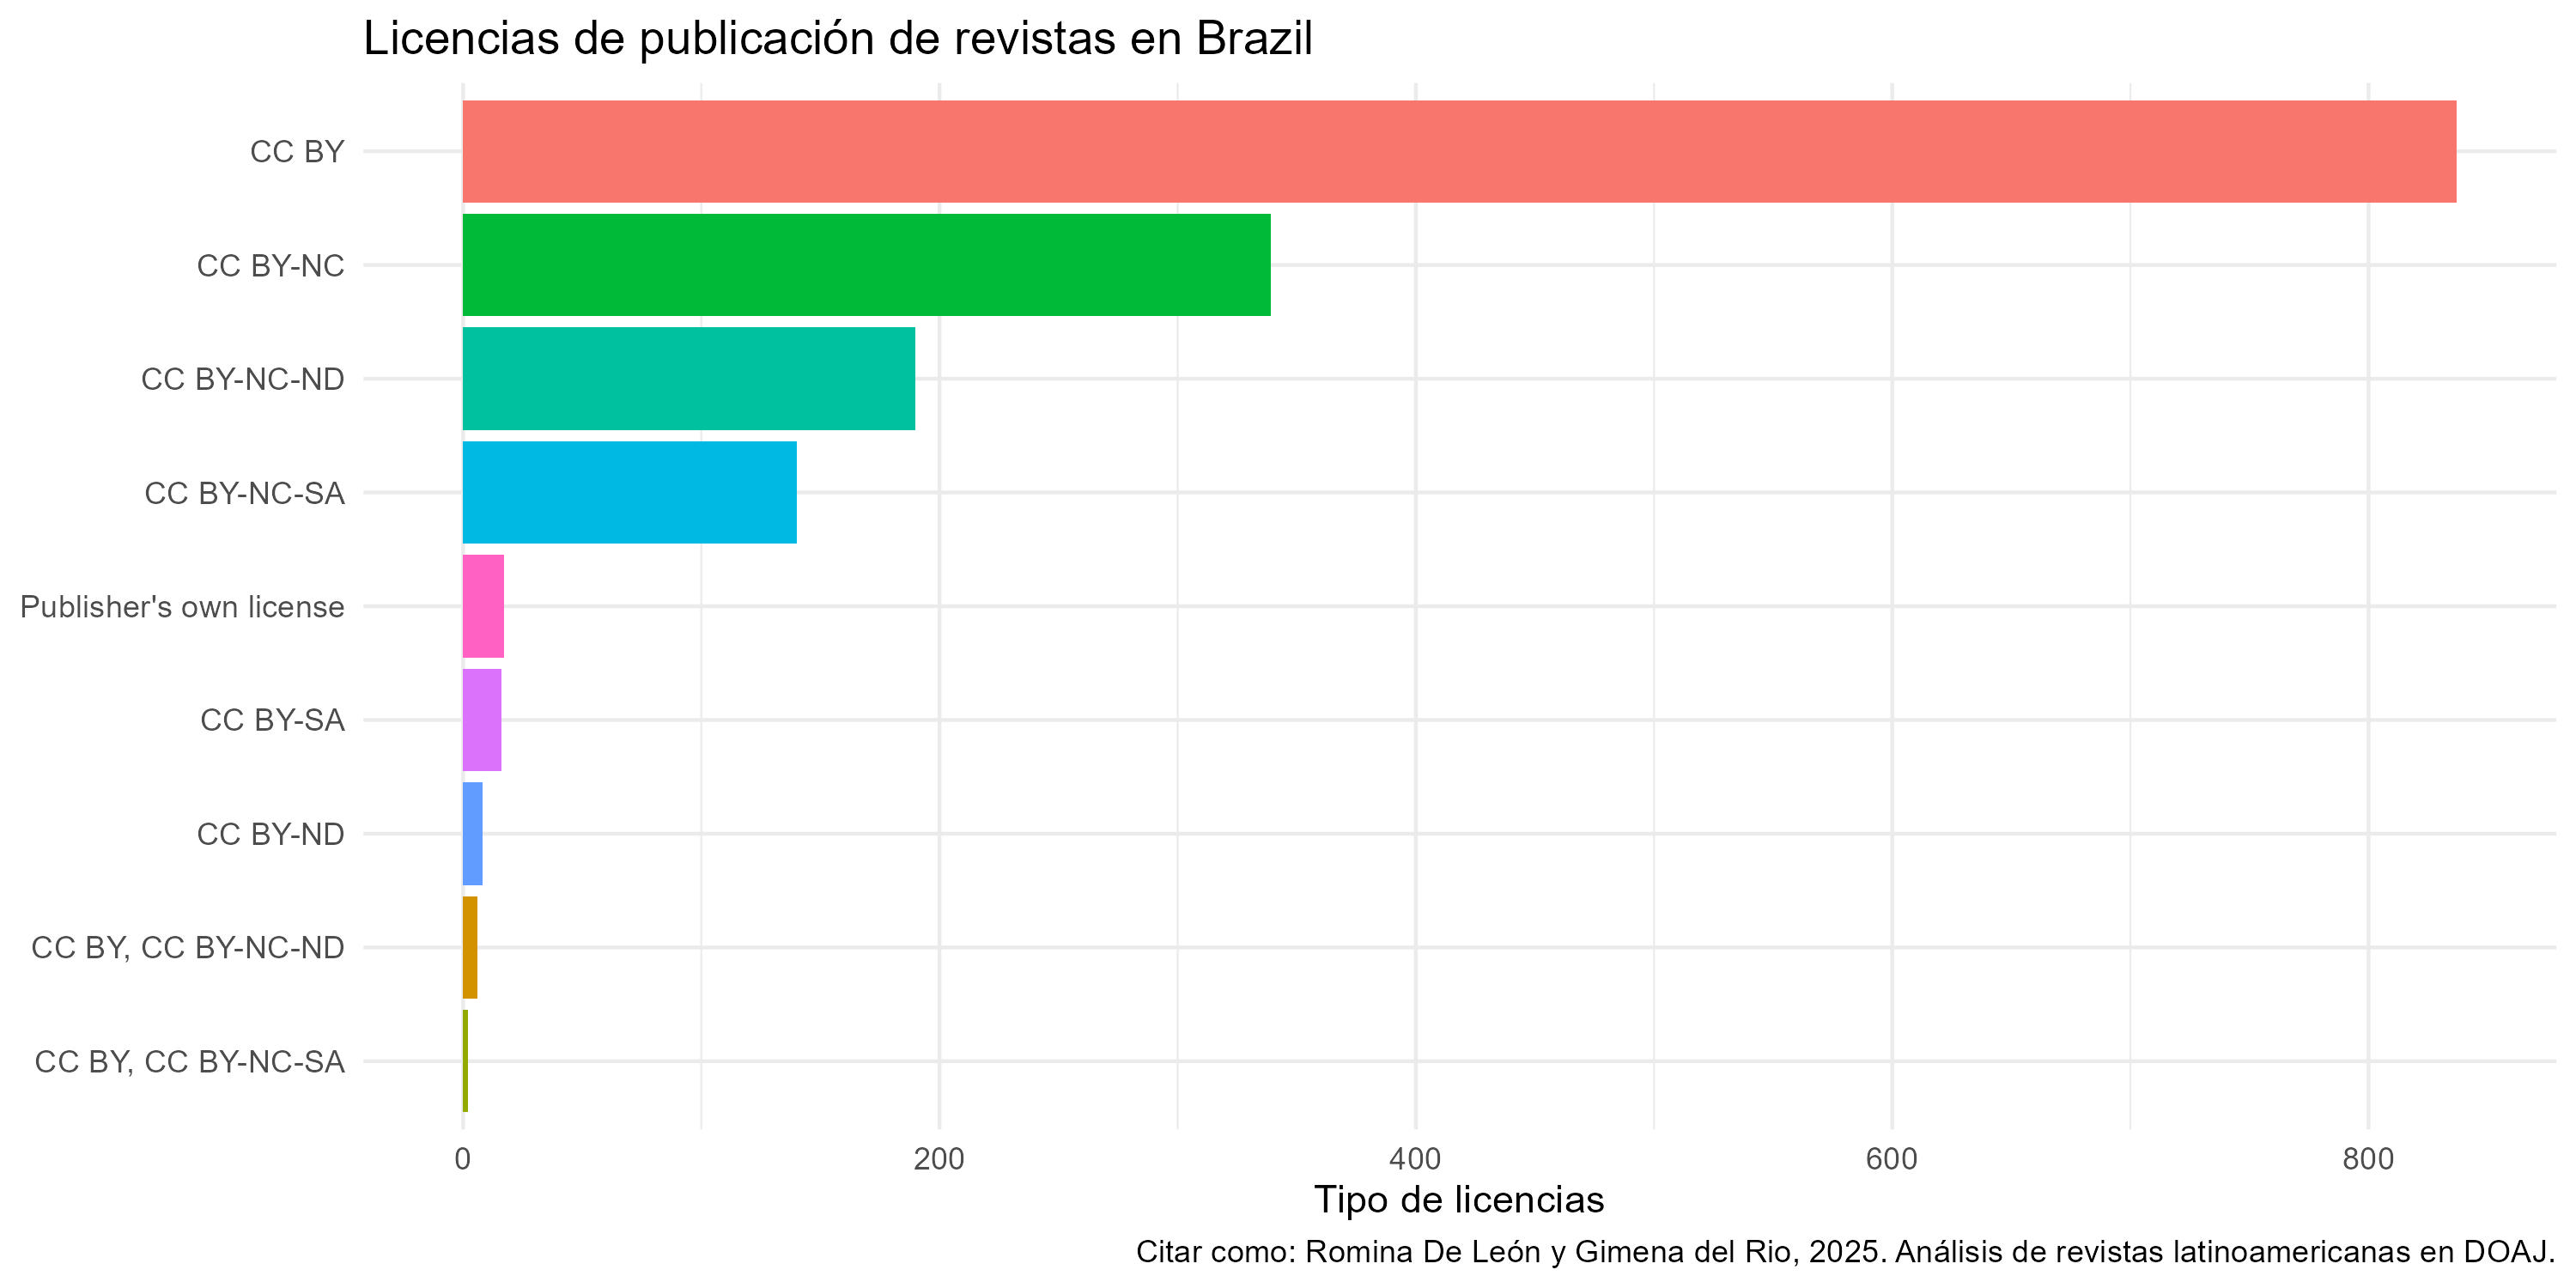 Licencias de publicación de revistas en Brazil
CC BY
CC BY-NC
CC BY-NC-ND
CC BY-NC-SA
Publisher's own license
CC BY-SA
CC BY-ND
CC BY, CC BY-NC-ND
CC BY, CC BY-NC-SA
0 200 400 600 800
Tipo de licencias
Citar como: Romina De León y Gimena del Rio, 2025. Análisis de revistas latinoamericanas en DOAJ.